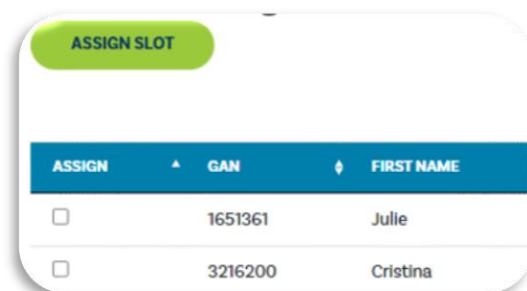 ASSIGN SLOT
ASSIGN GAN FIRST NAME
1651361 Julie
3216200 Cristina